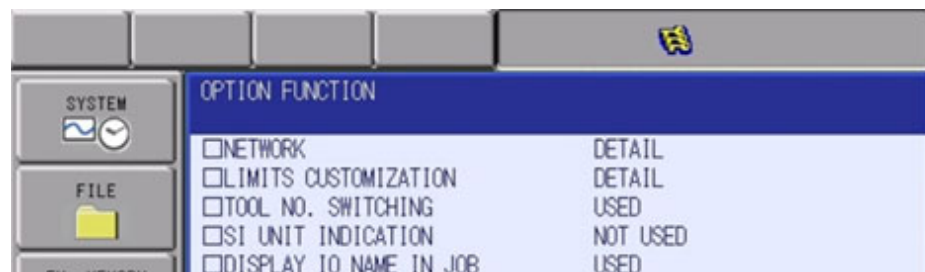 SYSTEM
FILE
OPTION FUNCTION
NETWORK DETAIL
LIMITS CUSTOMIZATION DETAIL
TOOL NO. SWITCHING USED
SI UNIT INDICATION NOT USED
DISPLAY IO NAME IN JOB USED